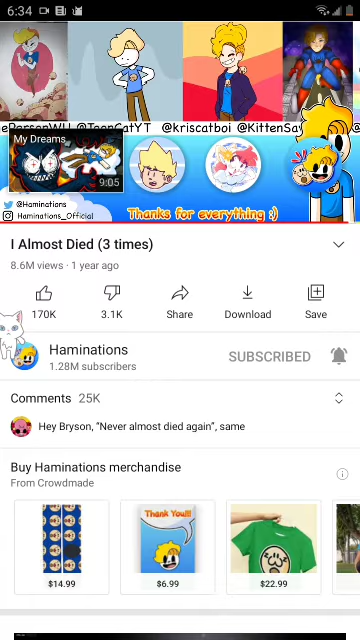 6:34
@ToonCatYT @kriscatboi
My Dreams
9:05
@Haminations
Haminations_Official
Thanks for everything :)
I Almost Died (3 times)
8.6M views · 1 year ago
170K 3.1K Share Download Save
Haminations
1.28M subscribers
SUBSCRIBED
Comments 25K
Hey Bryson, “Never almost died again”, same
Buy Haminations merchandise
From Crowdmade
Thank You!!!
$14.99 $6.99 $22.99